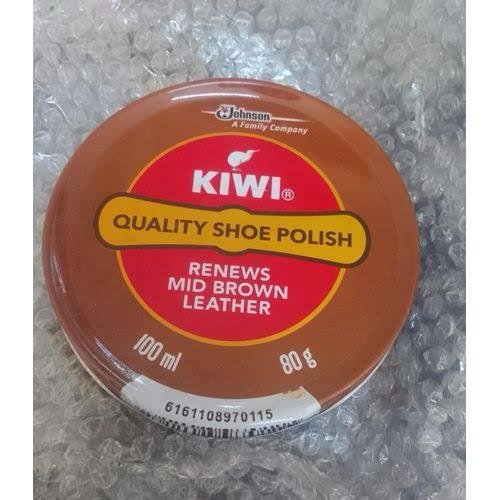 SC Johnson
A Family Company
KIWI®
QUALITY SHOE POLISH
RENEWS
MID BROWN
LEATHER
100 ml 80 g
6161108970115